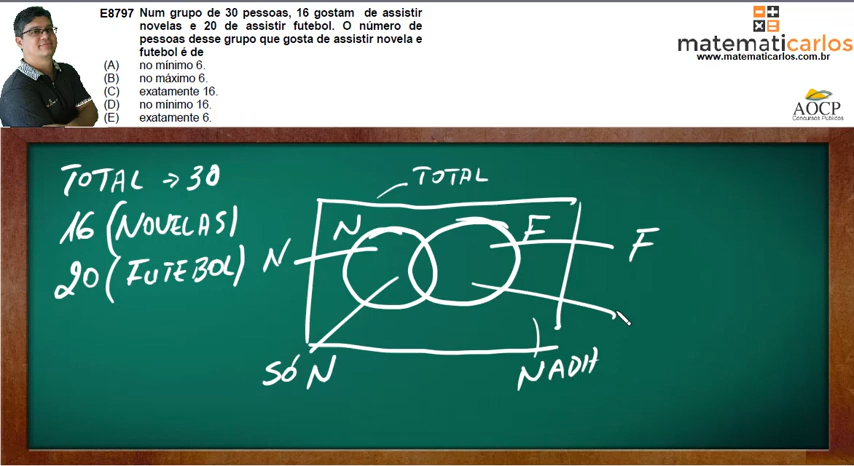 E8797 Num grupo de 30 pessoas, 16 gostam de assistir
novelas e 20 de assistir futebol. O número de
pessoas desse grupo que gosta de assistir novela e
futebol é de
(A) no mínimo 6.
(B) no máximo 6.
(C) exatamente 16.
(D) no mínimo 16.
(E) exatamente 6.
matematicarlos
www.matematicarlos.com.br
AOCP
Concursos Públicos
TOTAL → 30
16 (NOVELAS)
20 (FUTEBOL)
TOTAL
N
N
F
F
SÓ N
NADA